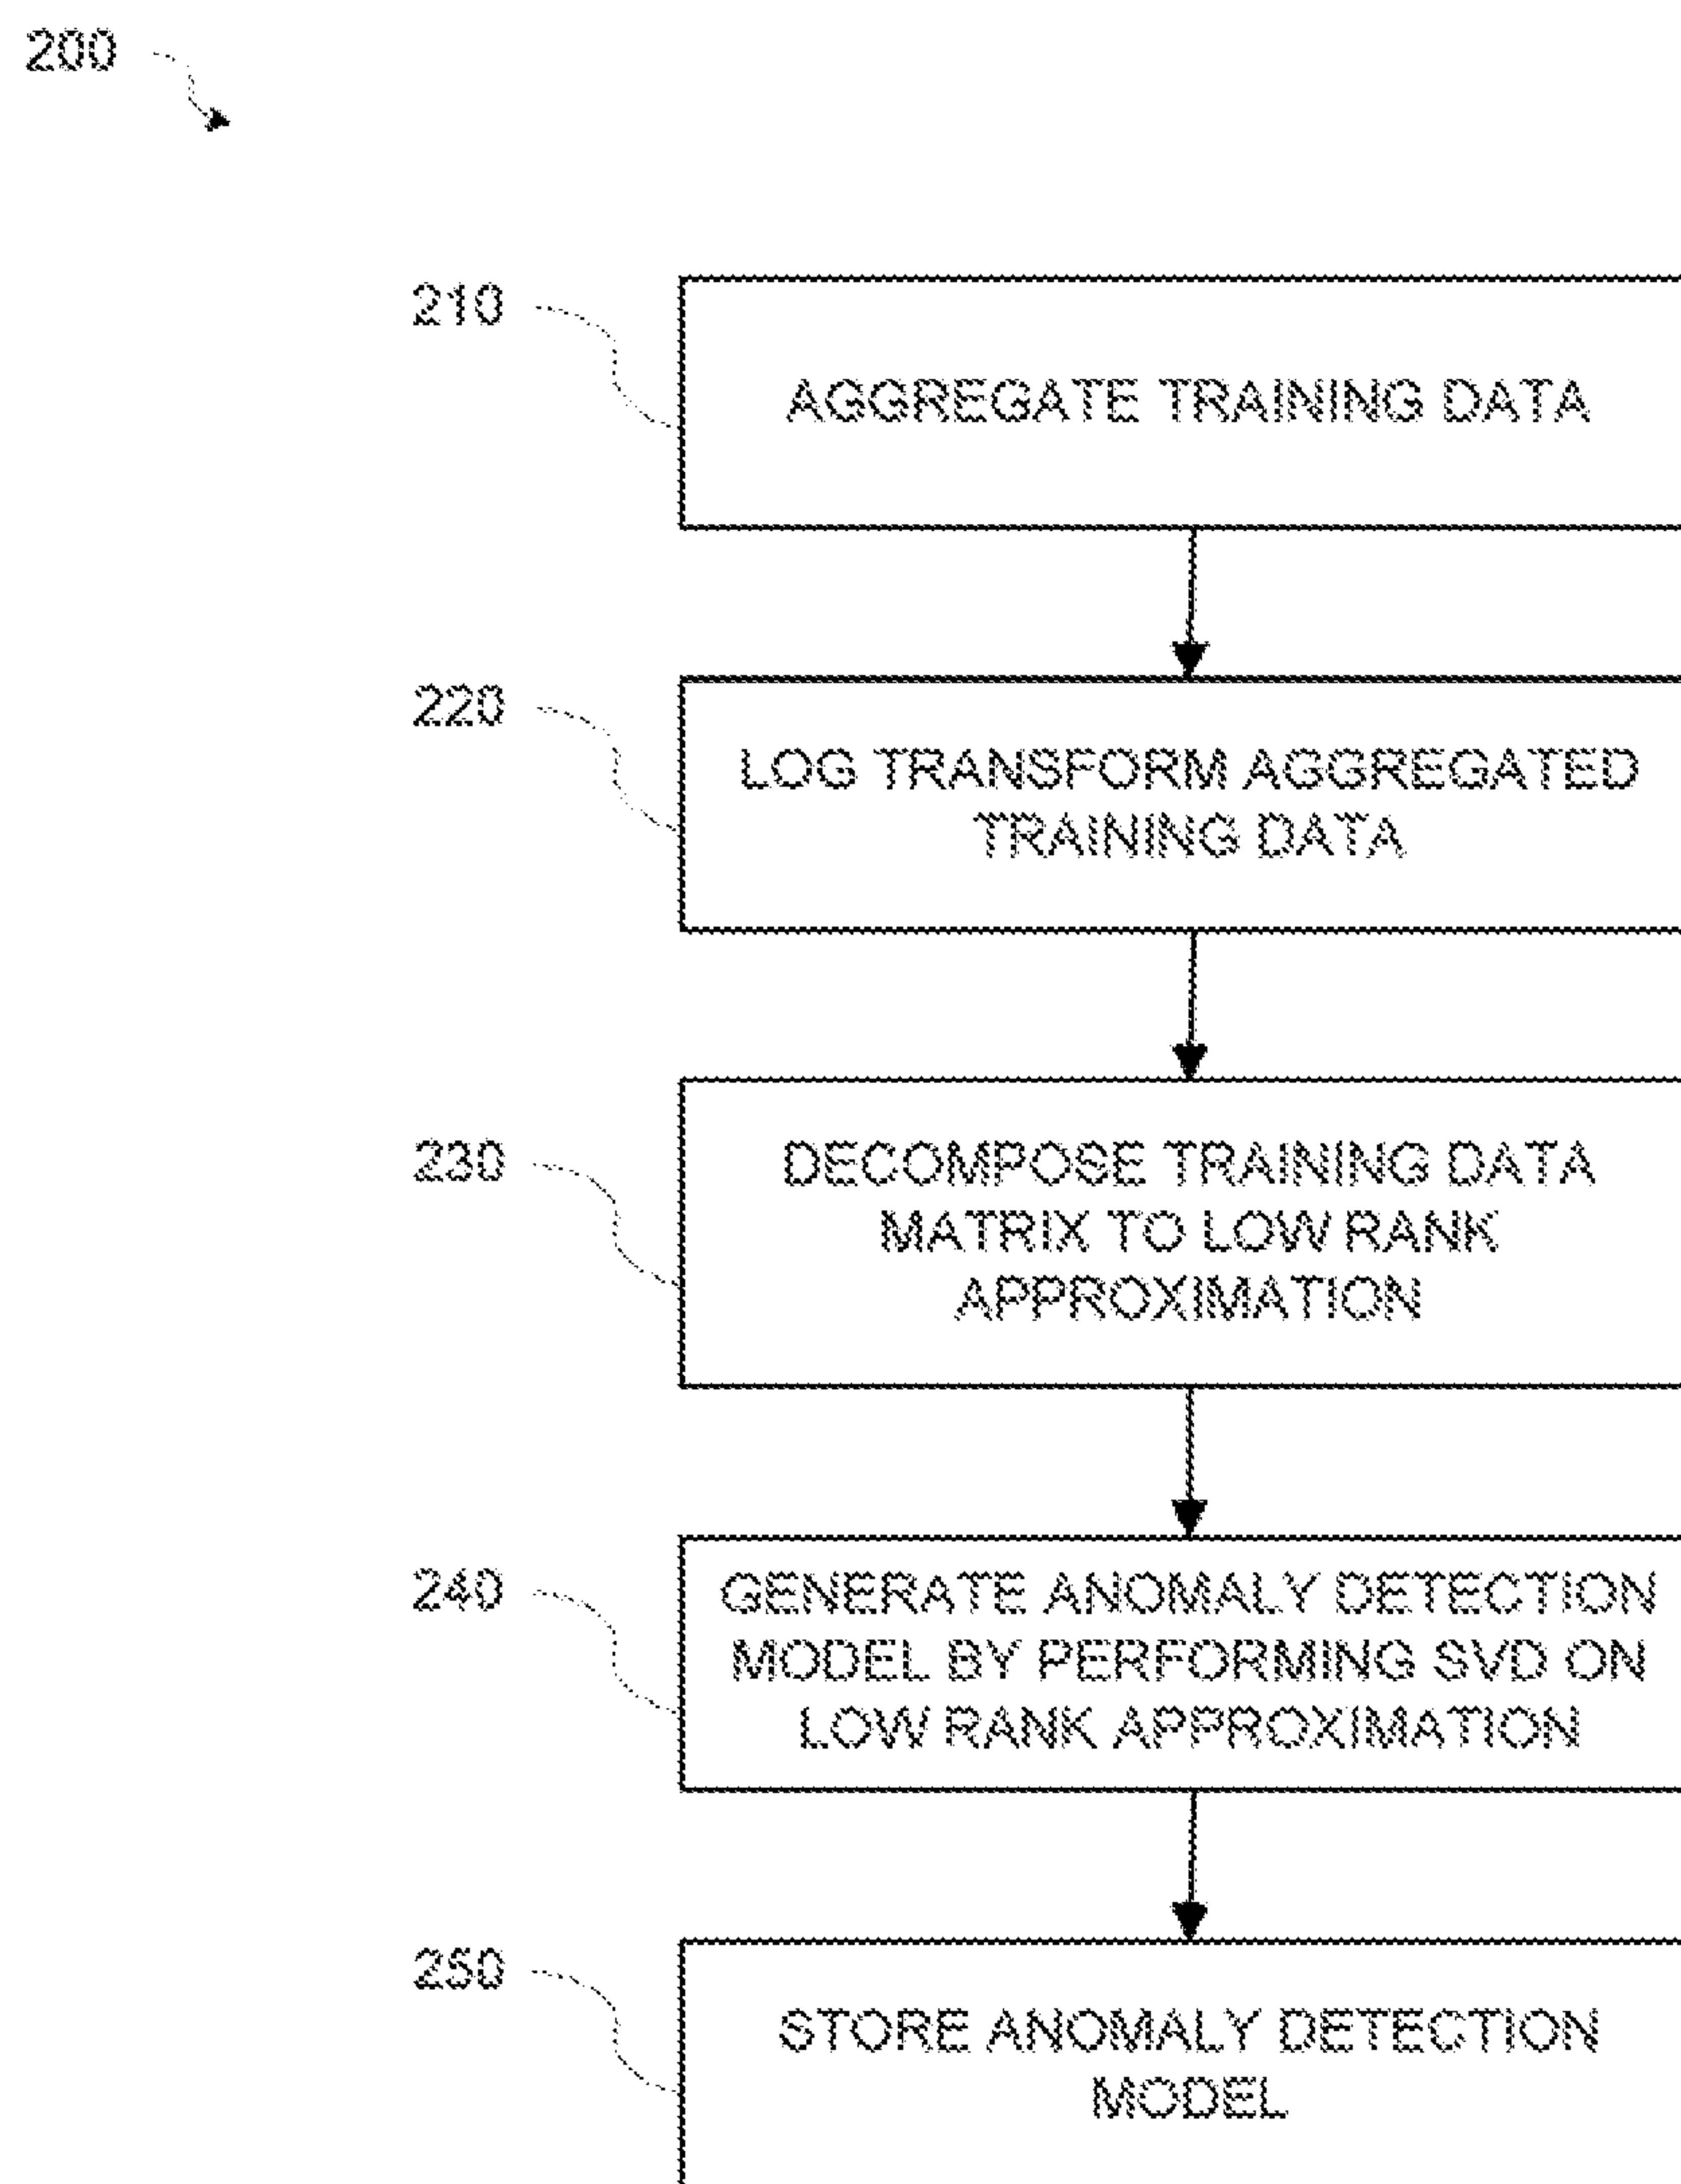 200
210
AGGREGATE TRAINING DATA
220
LOG TRANSFORM AGGREGATED
TRAINING DATA
230
DECOMPOSE TRAINING DATA
MATRIX TO LOW RANK
APPROXIMATION
240
GENERATE ANOMALY DETECTION
MODEL BY PERFORMING SVD ON
LOW RANK APPROXIMATION
250
STORE ANOMALY DETECTION
MODEL